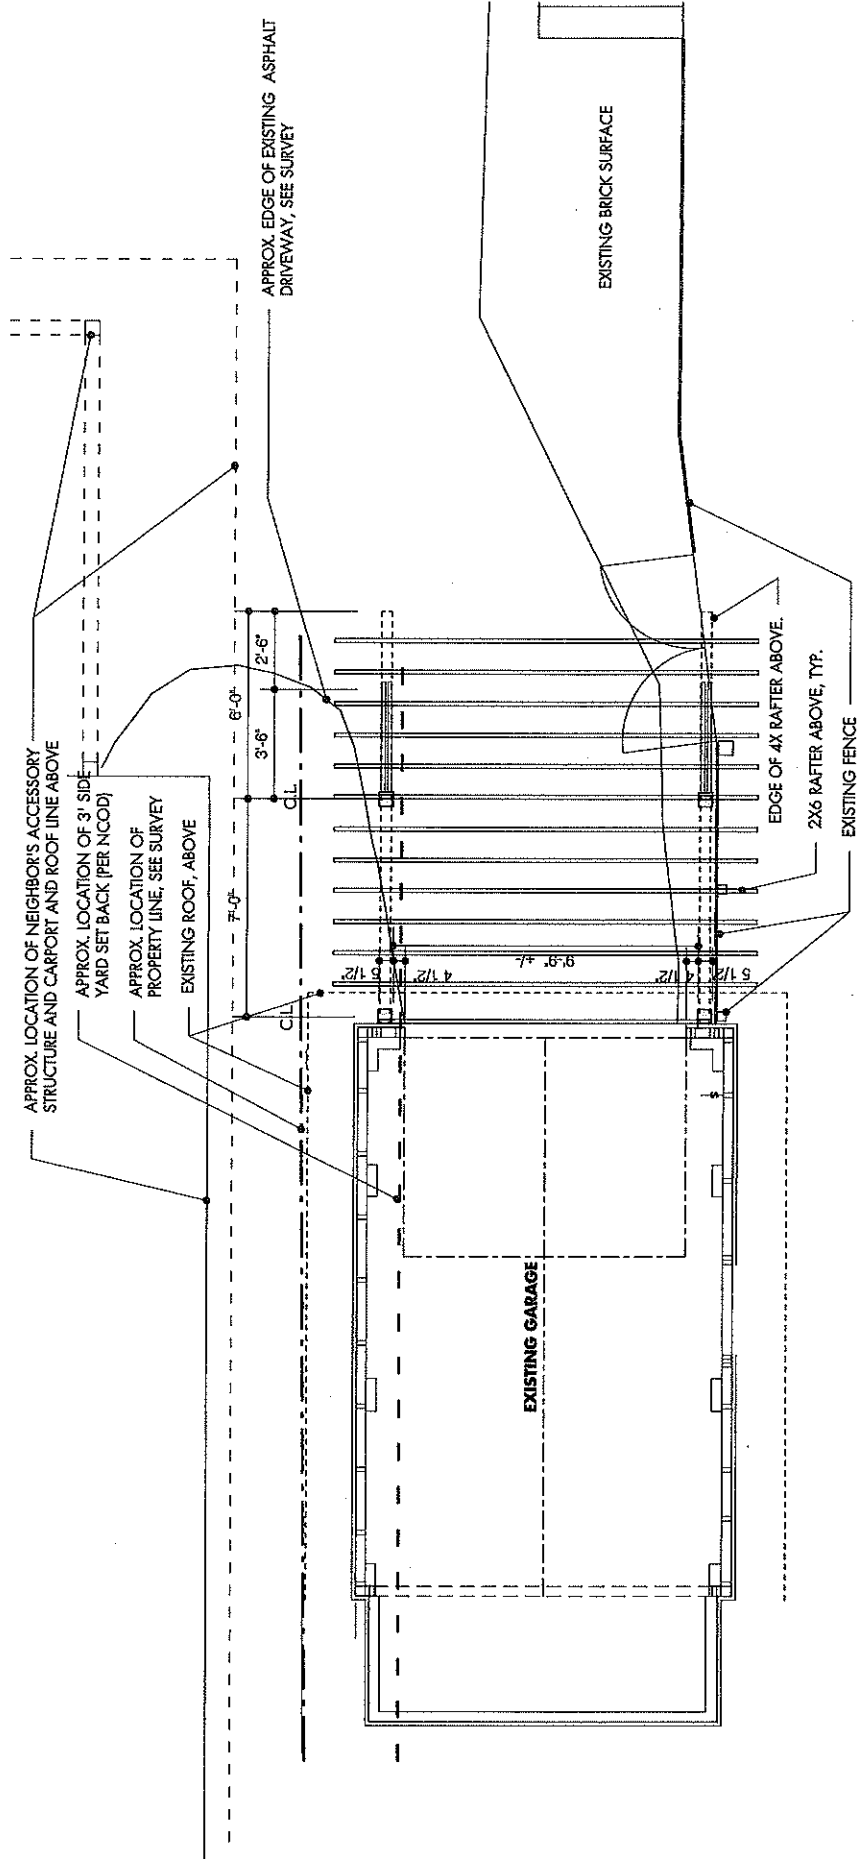 APPROX. LOCATION OF NEIGHBOR'S ACCESSORY
STRUCTURE AND CARPORT AND ROOF LINE ABOVE
APPROX. LOCATION OF 3' SIDE
YARD SET BACK (PER NCOD)
APPROX. LOCATION OF
PROPERTY LINE, SEE SURVEY
EXISTING ROOF, ABOVE
APPROX. EDGE OF EXISTING ASPHALT
DRIVEWAY, SEE SURVEY
7'-0"
6'-0"
3'-6"
2'-6"
C.L
C.L
5 1/2"
4 1/2"
9'-9" +/-
4 1/2"
5 1/2"
S
EXISTING GARAGE
EXISTING BRICK SURFACE
EDGE OF 4X RAFTER ABOVE.
2X6 RAFTER ABOVE, TYP.
EXISTING FENCE